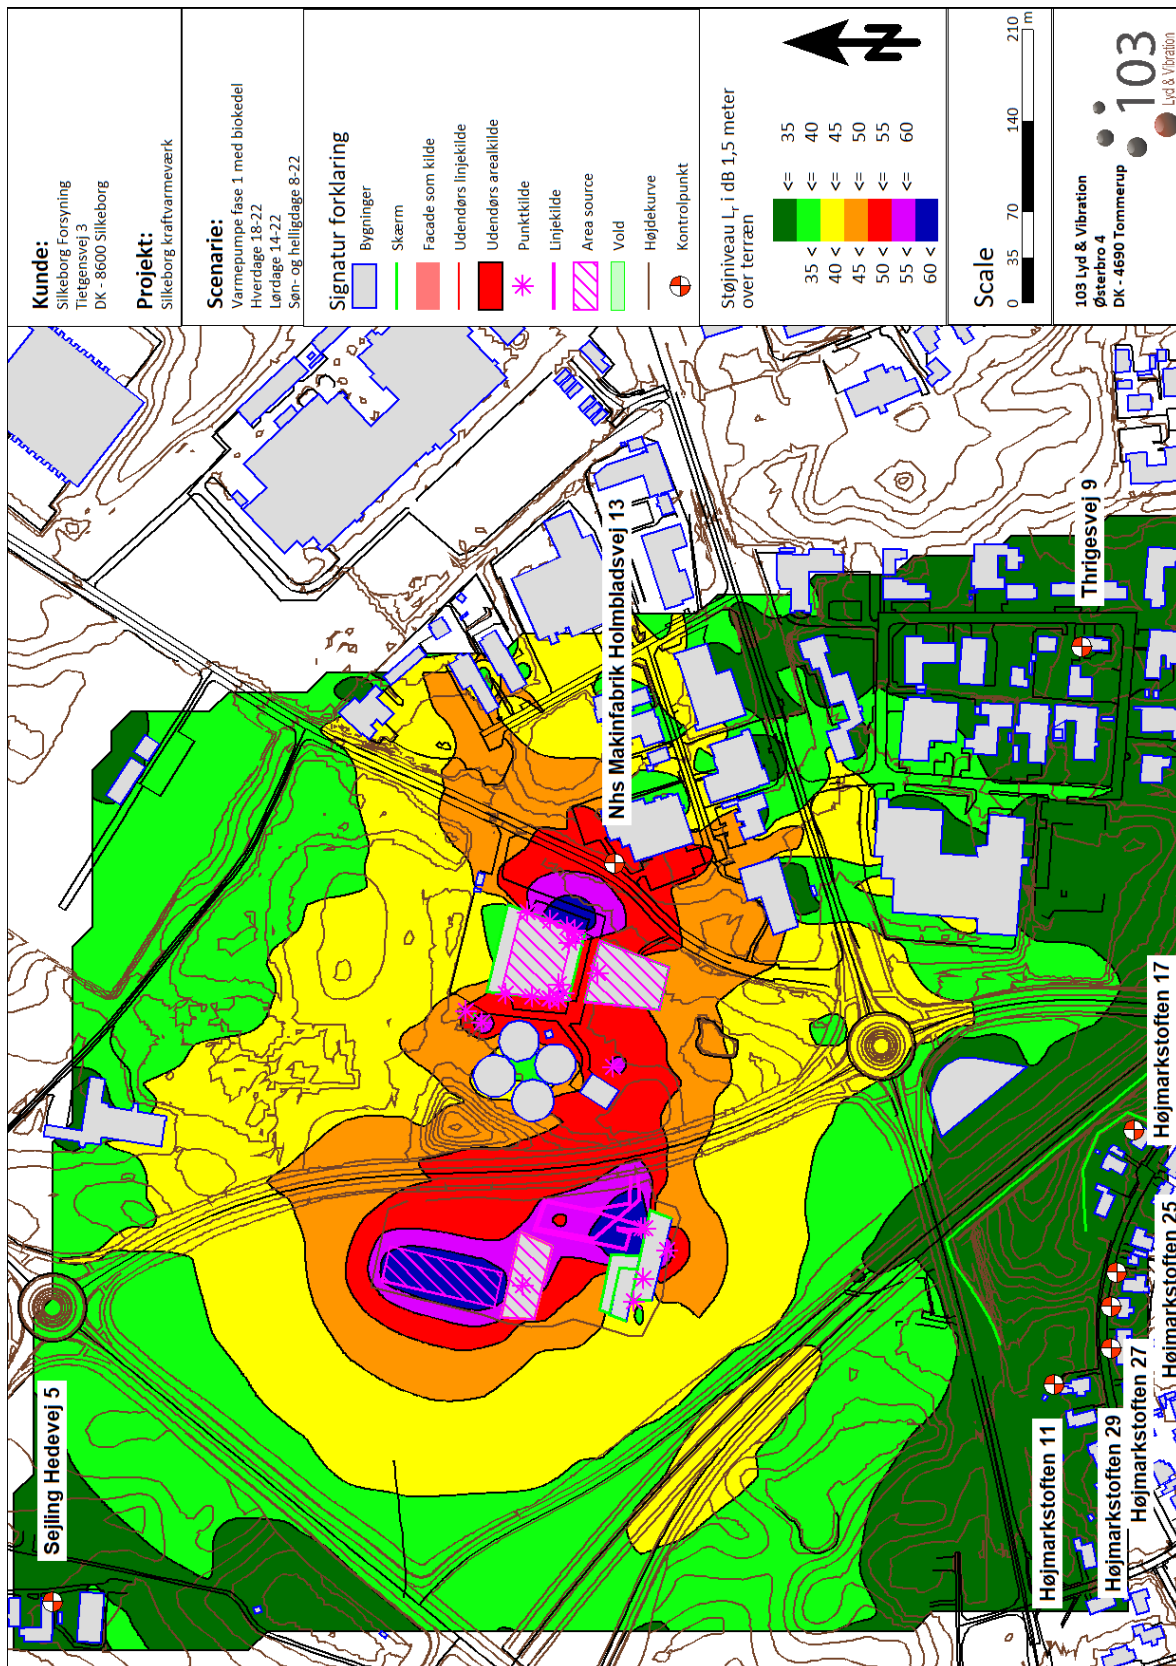 Kunde:
Silkeborg Forsyning
Tietgensvej 3
DK - 8600 Silkeborg
Projekt:
Silkeborg kraftvarmeværk
Scenarie:
Varmepumpe fase 1 med biokedel
Hverdage 18-22
Lørdage 14-22
Søn- og helligdage 8-22
Signatur forklaring
Bygninger
Skærm
Facade som kilde
Udendørs linjekilde
Udendørs arealkilde
Punktkilde
Linjekilde
Area source
Vold
Højdekurve
Kontrolpunkt
Støjniveau Lr i dB 1,5 meter
over terræn
<= 35
35 < <= 40
40 < <= 45
45 < <= 50
50 < <= 55
55 < <= 60
60 <
N
Scale
0 35 70 140 210
m
103 Lyd & Vibration
Østerbro 4
DK - 4690 Tommerup
103
Lyd & Vibration
Sejling Hedevej 5
Nhs Makinfabrik Holmbladsvej 13
Thrigesvej 9
Højmarkstoften 11
Højmarkstoften 29
Højmarkstoften 27
Højmarkstoften 25
Højmarkstoften 17